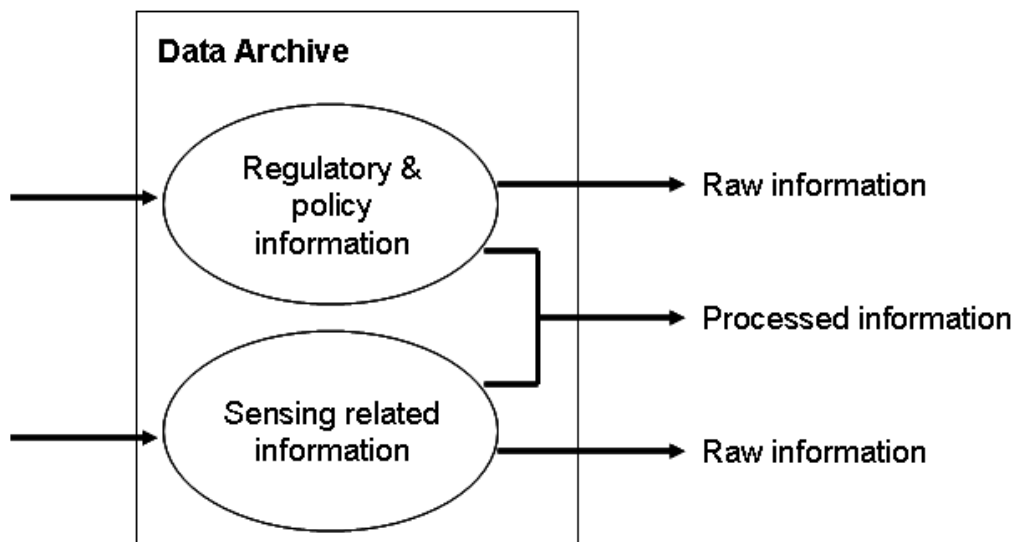 Data Archive
Regulatory &
policy
information
Raw information
Processed information
Sensing related
information
Raw information